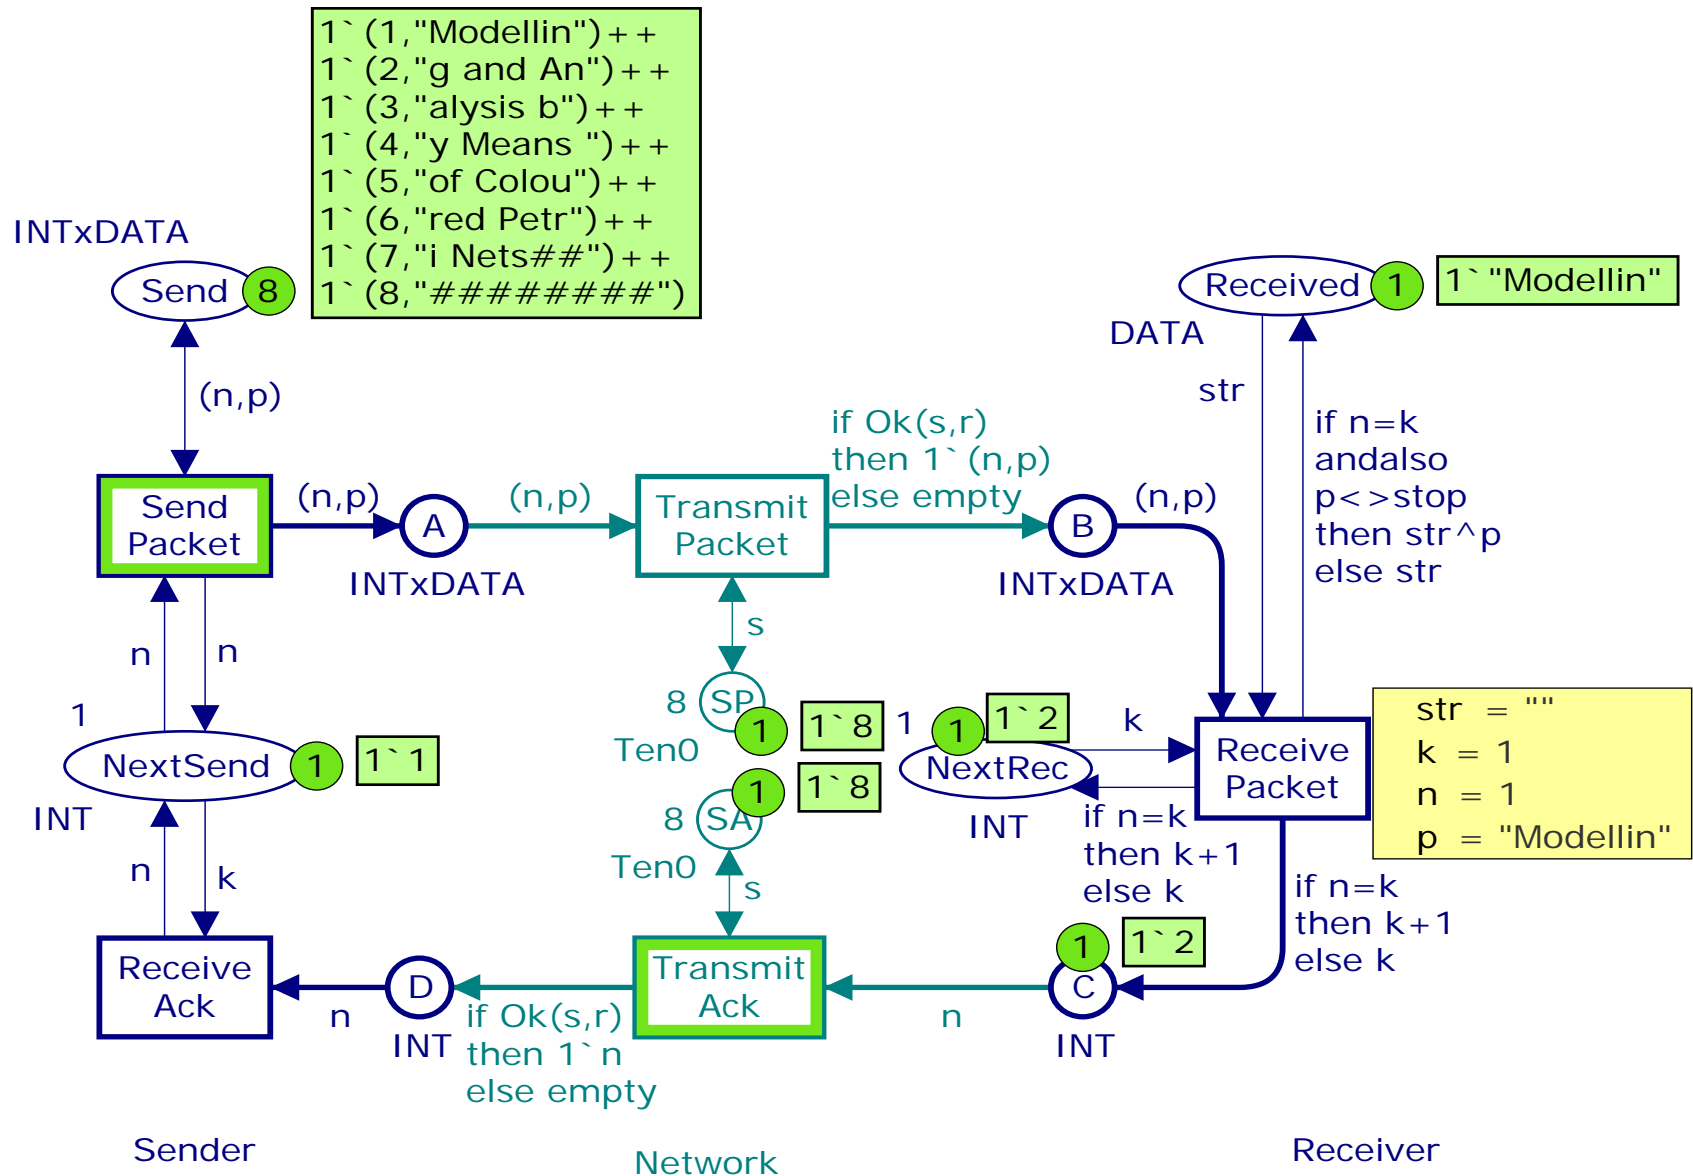 1`(1,"Modellin")++
1`(2,"g and An")++
1`(3,"alysis b")++
1`(4,"y Means ")++
1`(5,"of Colou")++
1`(6,"red Petr")++
1`(7,"i Nets##")++
1`(8,"########")
INTxDATA
Send
8
Received
1
1`"Modellin"
DATA
(n,p)
str
if n=k
andalso
p<>stop
then str^p
else str
if Ok(s,r)
then 1`(n,p)
else empty
Send
Packet
(n,p)
A
INTxDATA
(n,p)
Transmit
Packet
B
INTxDATA
(n,p)
n
n
s
8
SP
1
1`8
Ten0
1
NextSend
1
1`1
INT
1
NextRec
1
1`2
INT
k
if n=k
then k+1
else k
Receive
Packet
str = ""
k = 1
n = 1
p = "Modellin"
8
SA
1
1`8
Ten0
s
n
k
if n=k
then k+1
else k
Receive
Ack
n
D
INT
if Ok(s,r)
then 1`n
else empty
Transmit
Ack
n
C
1
1`2
INT
Sender
Network
Receiver